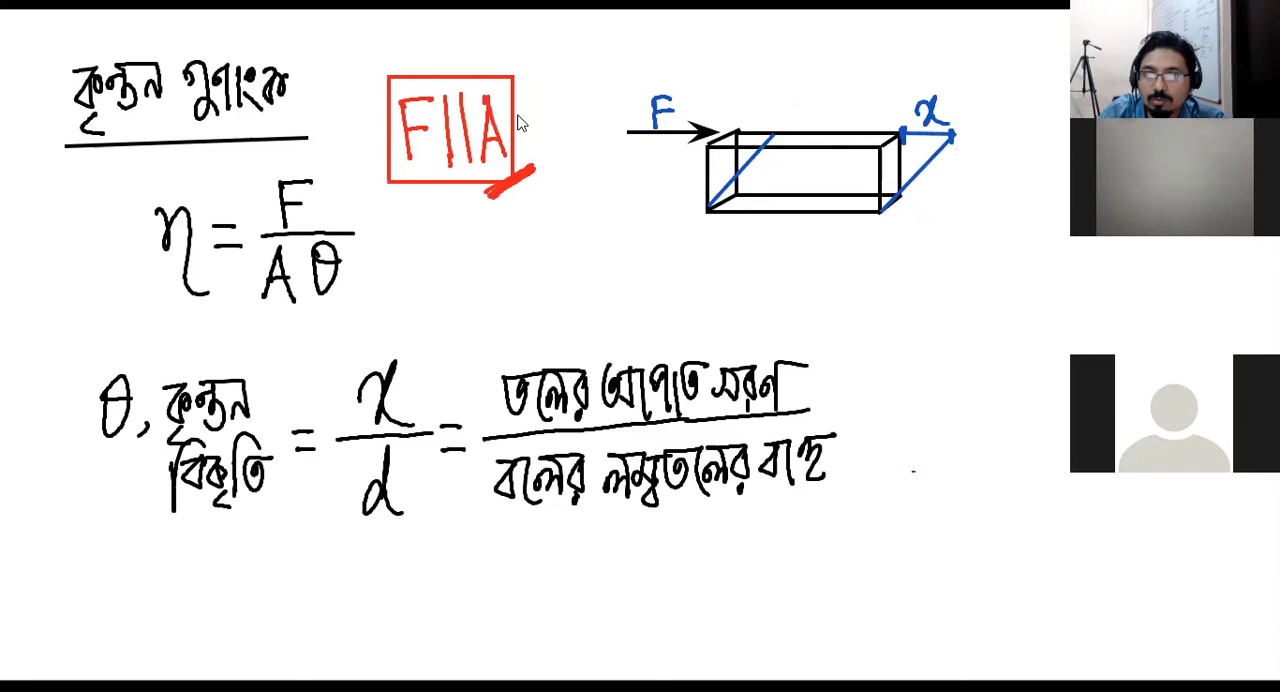 কৃন্তন গুণাংক
F||A
F
x
η = F / Aθ
θ, কৃন্তন বিকৃতি = x / d = তলের আপাত সরণ / বলের লম্বতলের বাহু